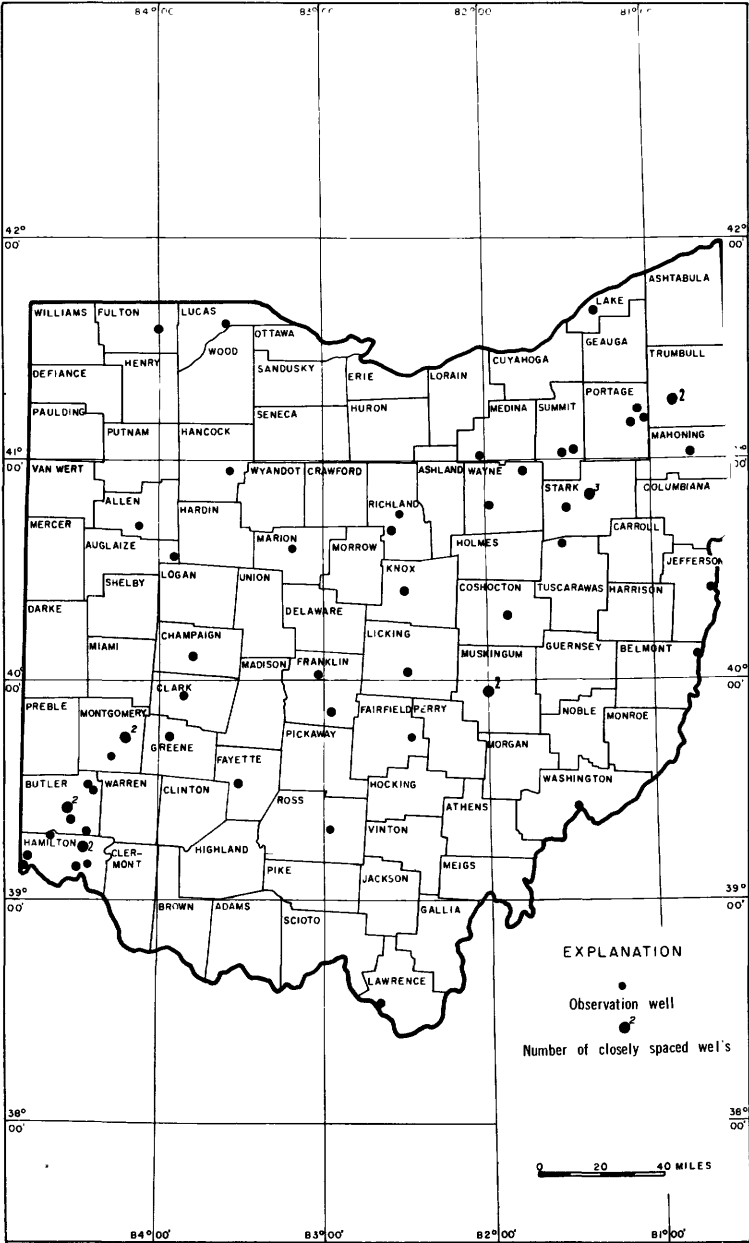 84°00' 83°00' 82°00' 81°00'
42° 42°
00' 00'
ASHTABULA
LAKE
WILLIAMS FULTON LUCAS
OTTAWA
GEAUGA
WOOD
TRUMBULL
HENRY
CUYAHOGA
SANDUSKY
DEFIANCE
ERIE LORAIN
PORTAGE
2
PAULDING
SENECA
HURON
MEDINA SUMMIT
PUTNAM HANCOCK
MAHONING
41° 41°
00' 00'
VAN WERT
WYANDOT CRAWFORD
ASHLAND WAYNE
STARK 3
COLUMBIANA
ALLEN
HARDIN
RICHLAND
MERCER
CARROLL
AUGLAIZE
MARION
MORROW
HOLMES
JEFFERSON
KNOX
SHELBY
LOGAN
UNION
COSHOCTON
TUSCARAWAS HARRISON
DARKE
DELAWARE
CHAMPAIGN
LICKING
MIAMI
MUSKINGUM
GUERNSEY
BELMONT
MADISON
FRANKLIN
40° 40°
00' 00'
CLARK
2
PREBLE
MONTGOMERY
FAIRFIELD PERRY
NOBLE
MONROE
2
GREENE
PICKAWAY
MORGAN
FAYETTE
WASHINGTON
BUTLER
WARREN
CLINTON
HOCKING
2
ROSS
ATHENS
VINTON
HAMILTON 2
CLER-
MONT
HIGHLAND
MEIGS
PIKE
JACKSON
39° 39°
00' 00'
BROWN ADAMS
GALLIA
SCIOTO
EXPLANATION
LAWRENCE
Observation well
2
Number of closely spaced wel's
38° 38°
00' 00'
0 20 40 MILES
84°00' 83°00' 82°00' 81°00'